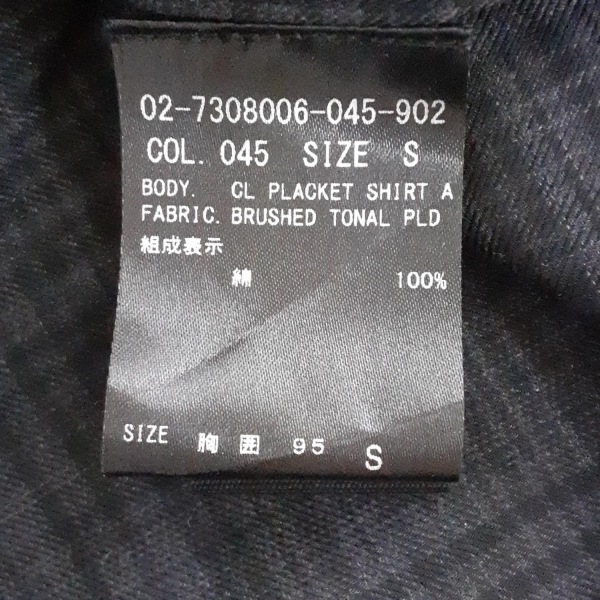 02-7308006-045-902
COL. 045 SIZE S
BODY. CL PLACKET SHIRT A
FABRIC. BRUSHED TONAL PLD
組成表示
綿 100%
SIZE 胸囲 95 S